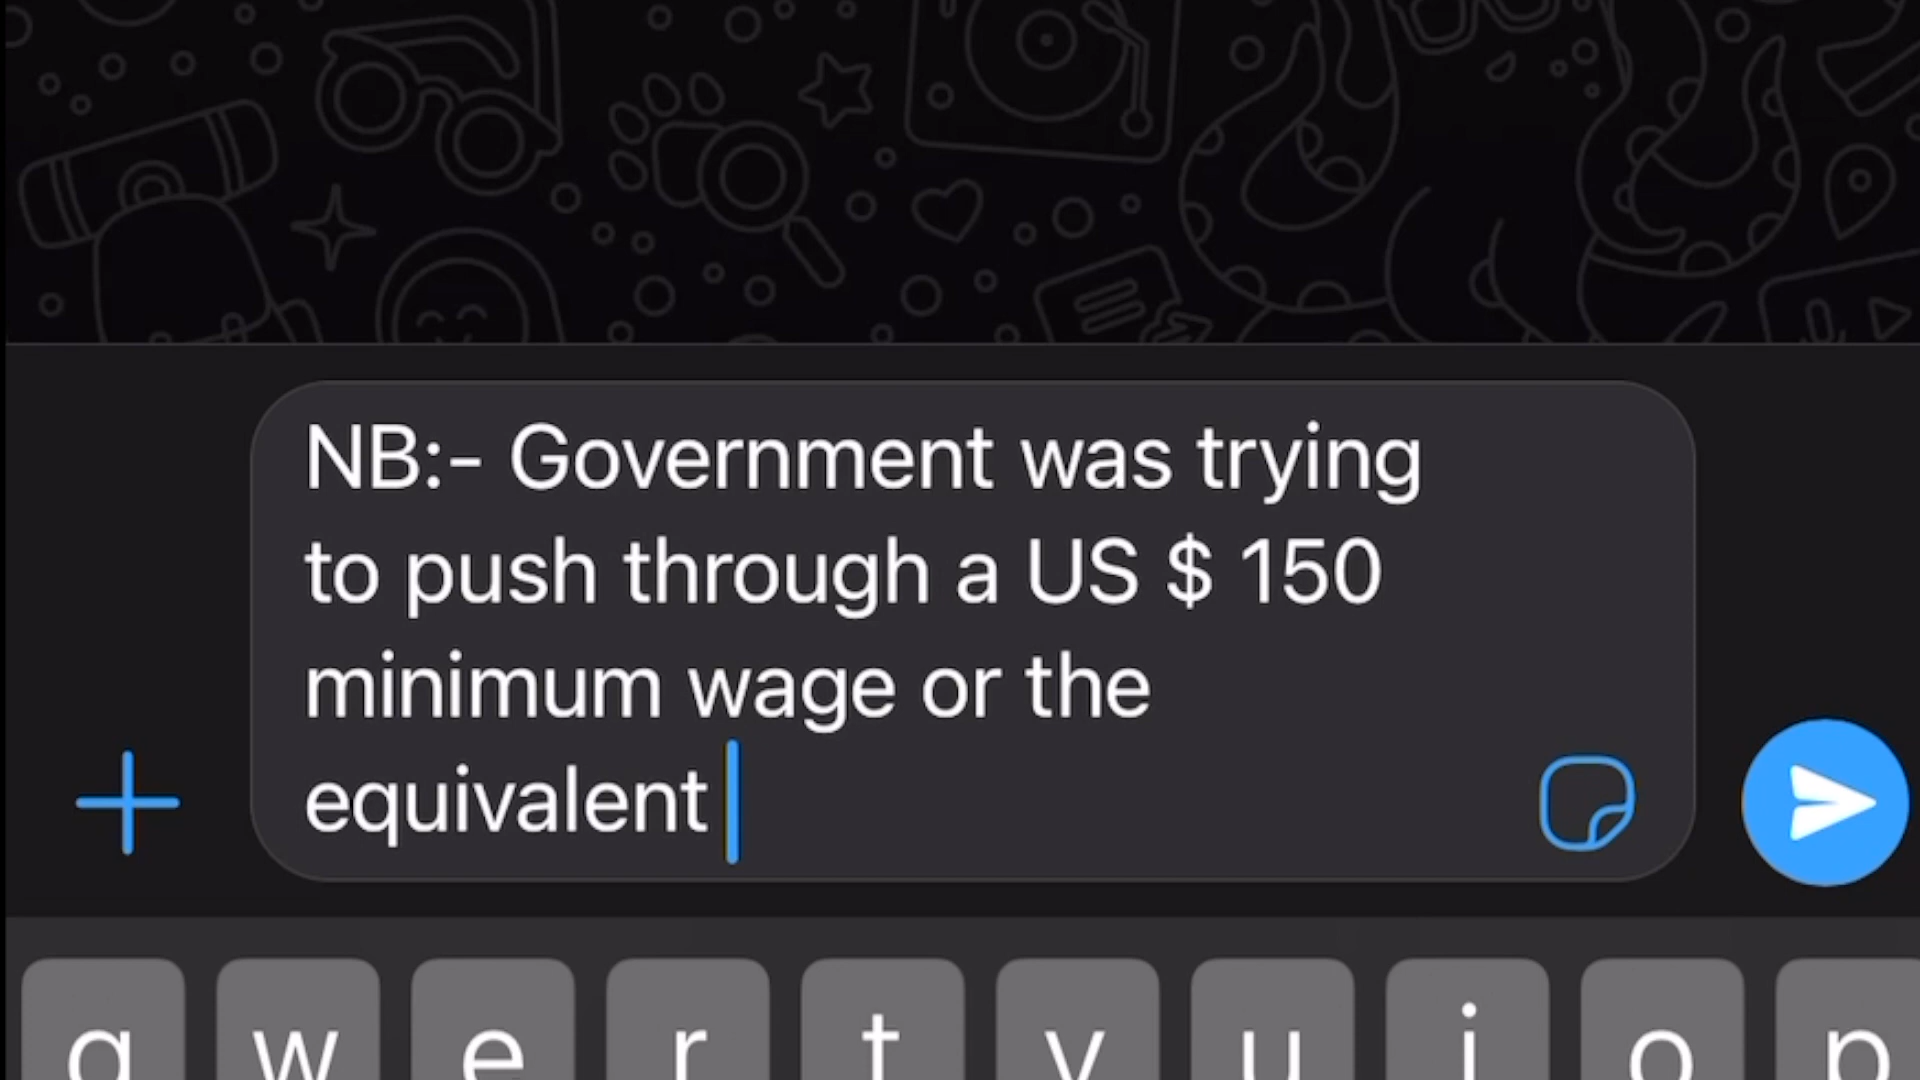 NB:- Government was trying
to push through a US $ 150
minimum wage or the
equivalent
q w e r t y u i o p